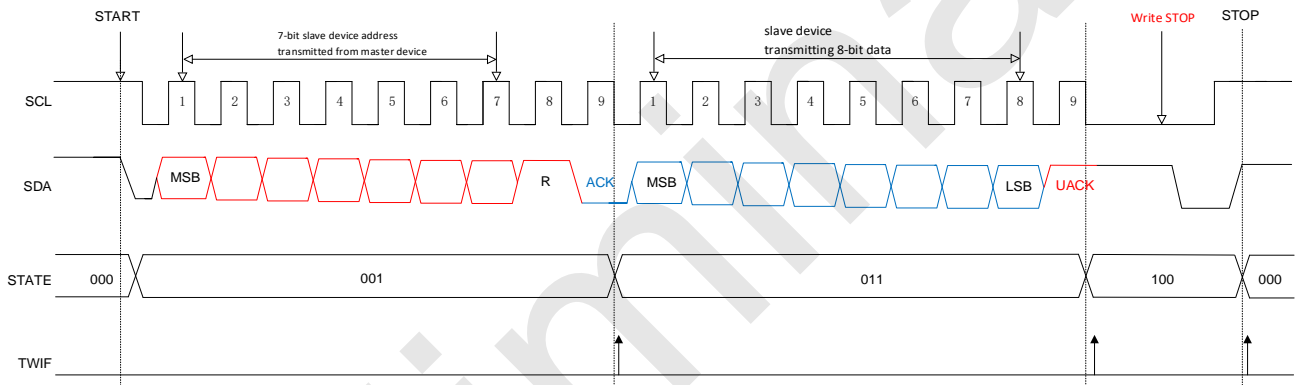 START
7-bit slave device address
transmitted from master device
slave device
transmitting 8-bit data
Write STOP
STOP
SCL
1 2 3 4 5 6 7 8 9 1 2 3 4 5 6 7 8 9
SDA
MSB R ACK MSB LSB UACK
STATE
000 001 011 100 000
TWIF